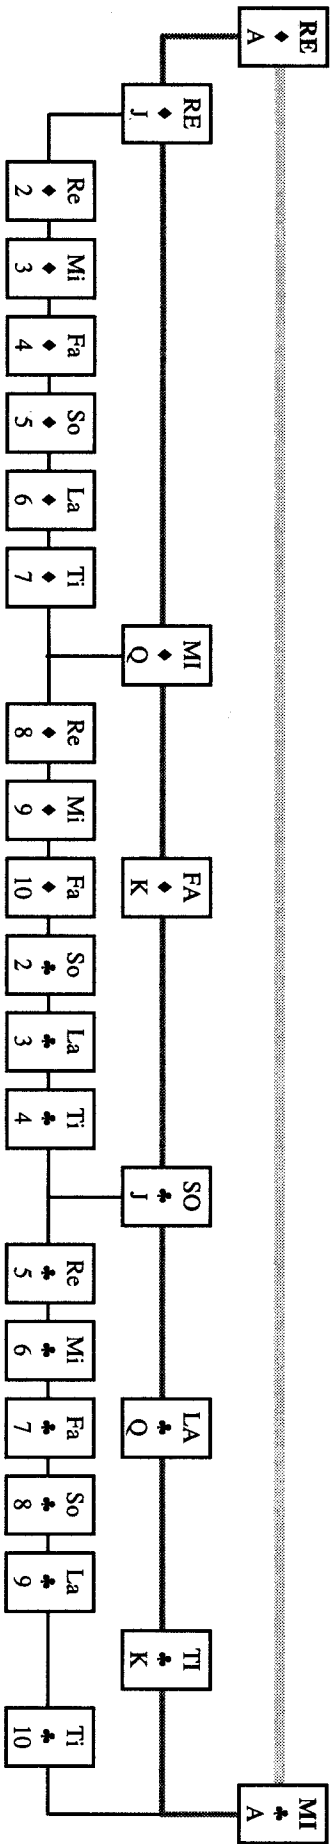 RE
♦
A
MI
♣
A
RE
♦
J
MI
♦
Q
FA
♦
K
SO
♣
J
LA
♣
Q
TI
♣
K
Re
♦
2
Mi
♦
3
Fa
♦
4
So
♦
5
La
♦
6
Ti
♦
7
Re
♦
8
Mi
♦
9
Fa
♦
10
So
♣
2
La
♣
3
Ti
♣
4
Re
♣
5
Mi
♣
6
Fa
♣
7
So
♣
8
La
♣
9
Ti
♣
10